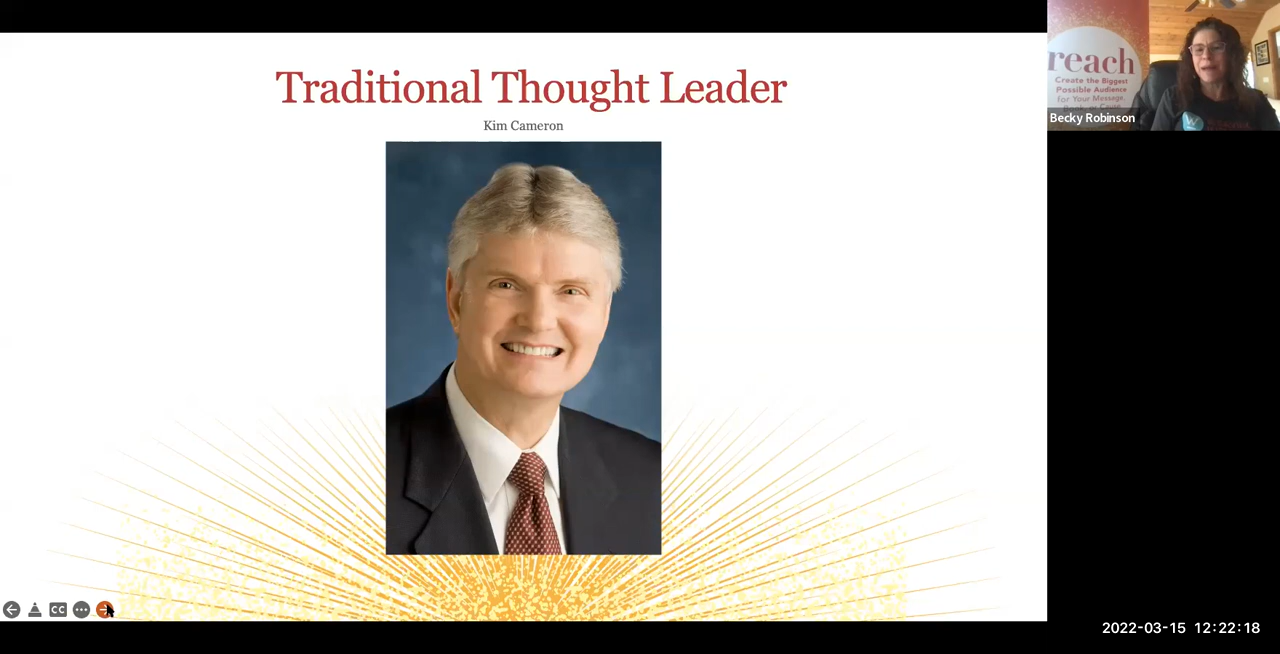 Traditional Thought Leader
Kim Cameron
reach
Create the Biggest
Possible Audience
for Your Message,
Becky Robinson
CC
2022-03-15 12:22:18